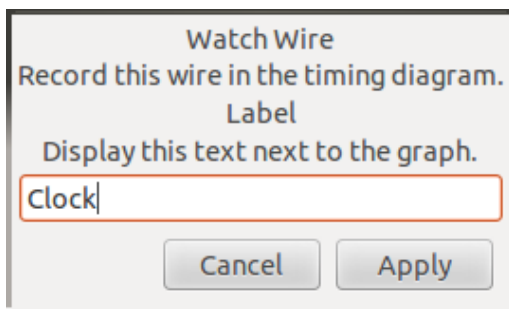 Watch Wire
Record this wire in the timing diagram.
Label
Display this text next to the graph.
Clock
Cancel Apply